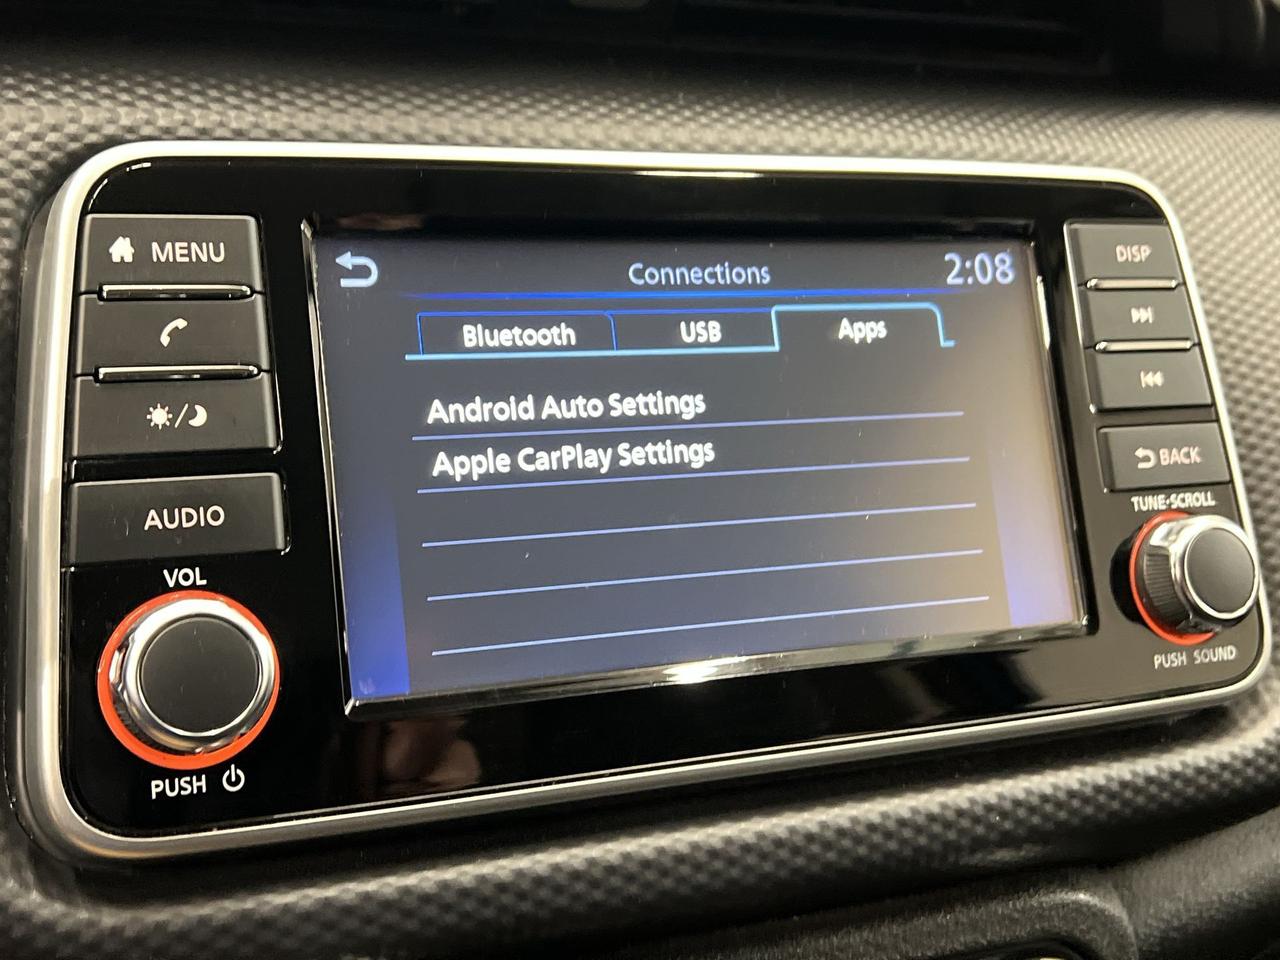 MENU
AUDIO
VOL
PUSH
Connections
2:08
Bluetooth
USB
Apps
Android Auto Settings
Apple CarPlay Settings
DISP
BACK
TUNE•SCROLL
PUSH SOUND